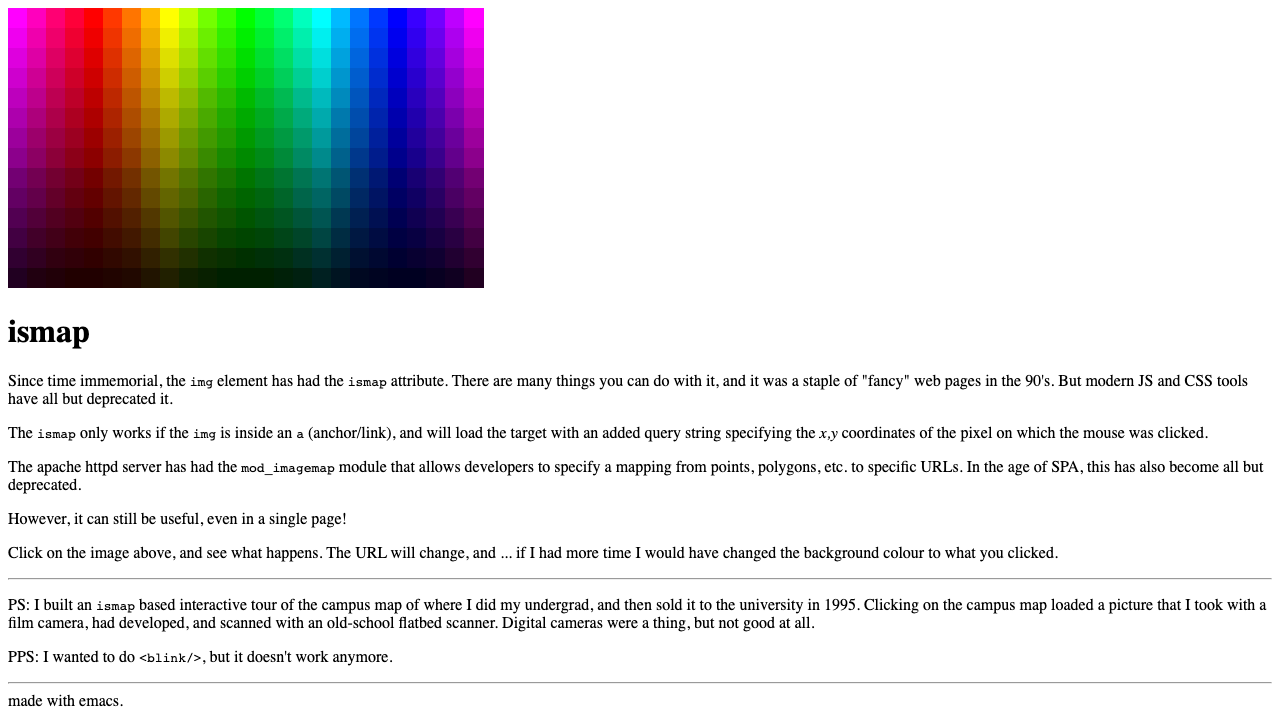 ismap
Since time immemorial, the img element has had the ismap attribute. There are many things you can do with it, and it was a staple of "fancy" web pages in the 90's. But modern JS and CSS tools
have all but deprecated it.
The ismap only works if the img is inside an a (anchor/link), and will load the target with an added query string specifying the x,y coordinates of the pixel on which the mouse was clicked.
The apache httpd server has had the mod_imagemap module that allows developers to specify a mapping from points, polygons, etc. to specific URLs. In the age of SPA, this has also become all but
deprecated.
However, it can still be useful, even in a single page!
Click on the image above, and see what happens. The URL will change, and ... if I had more time I would have changed the background colour to what you clicked.
PS: I built an ismap based interactive tour of the campus map of where I did my undergrad, and then sold it to the university in 1995. Clicking on the campus map loaded a picture that I took with a
film camera, had developed, and scanned with an old-school flatbed scanner. Digital cameras were a thing, but not good at all.
PPS: I wanted to do <blink/>, but it doesn't work anymore.
made with emacs.